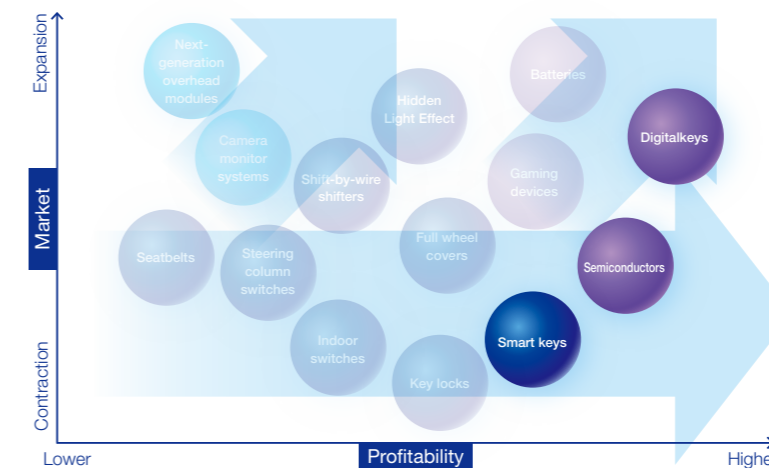 Expansion
Market
Contraction
Next-
generation
overhead
modules
Camera
monitor
systems
Shift-by-wire
shifters
Hidden
Light Effect
Batteries
Digitalkeys
Gaming
devices
Seatbelts
Steering
column
switches
Full wheel
covers
Semiconductors
Indoor
switches
Key locks
Smart keys
Lower
Profitability
Highe